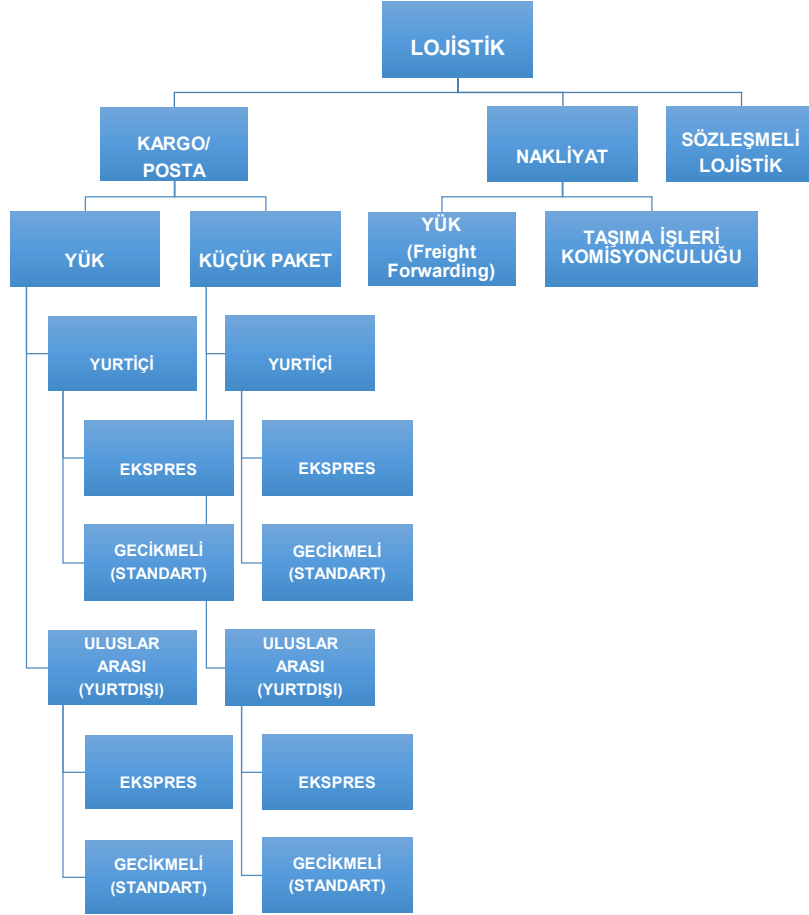 LOJİSTİK
KARGO/
POSTA
NAKLİYAT
SÖZLEŞMELİ
LOJİSTİK
YÜK
KÜÇÜK PAKET
YÜK
(Freight
Forwarding)
TAŞIMA İŞLERİ
KOMİSYONCULUĞU
YURTİÇİ
YURTİÇİ
EKSPRES
EKSPRES
GECİKMELİ
(STANDART)
GECİKMELİ
(STANDART)
ULUSLAR
ARASI
(YURTDIŞI)
ULUSLAR
ARASI
(YURTDIŞI)
EKSPRES
EKSPRES
GECİKMELİ
(STANDART)
GECİKMELİ
(STANDART)